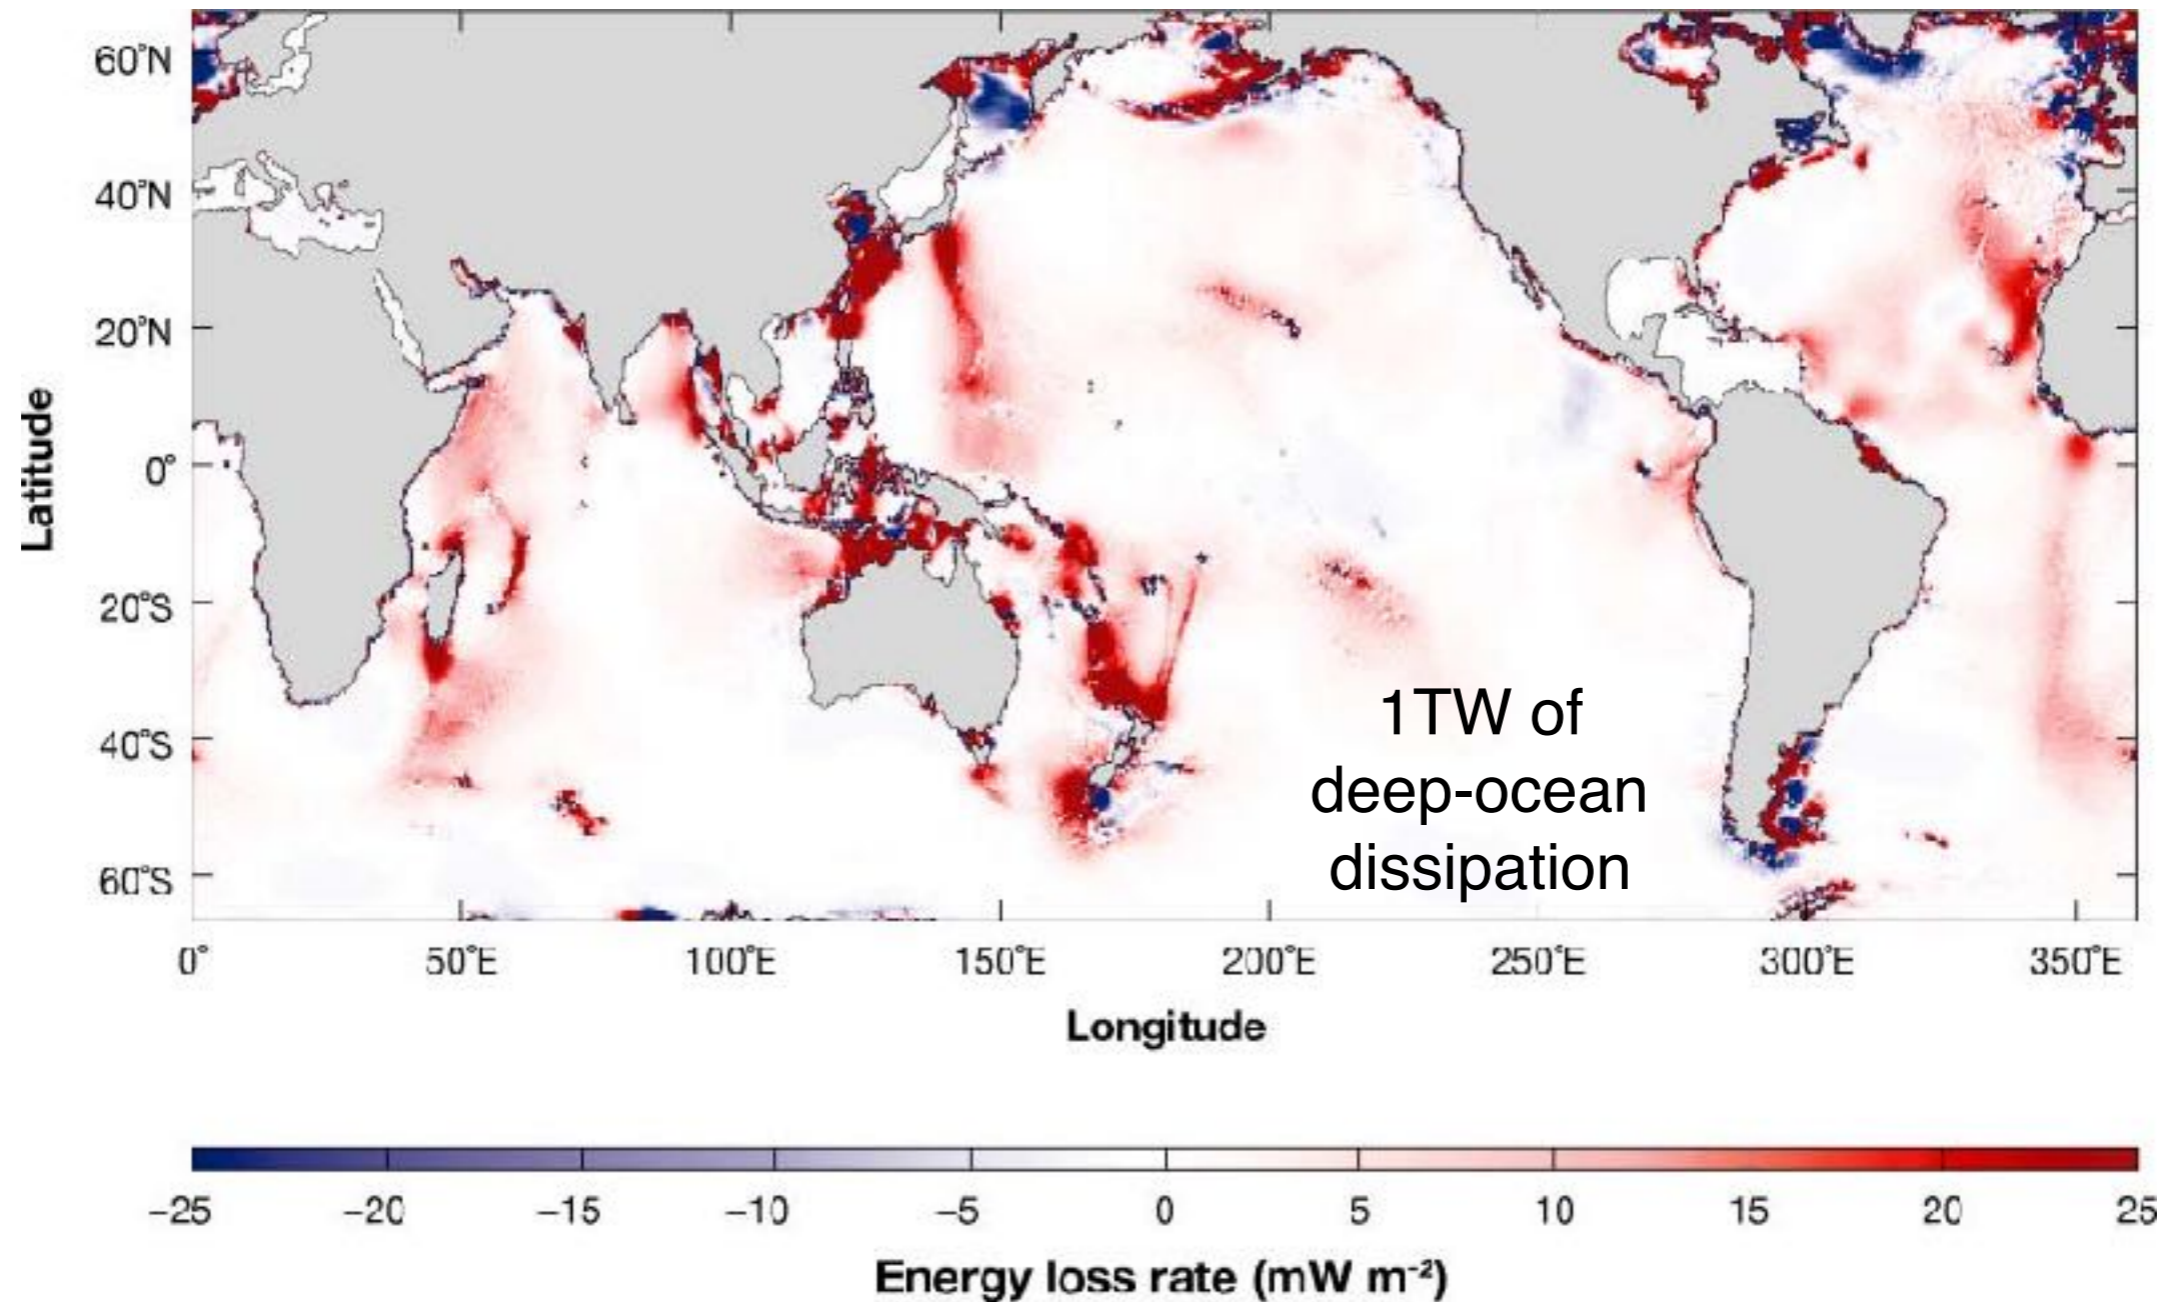 60°N
40°N
20°N
0°
20°S
40°S
60°S
Latitude
1TW of
deep-ocean
dissipation
0° 50°E 100°E 150°E 200°E 250°E 300°E 350°E
Longitude
−25 −20 −15 −10 −5 0 5 10 15 20 25
Energy loss rate (mW m⁻²)